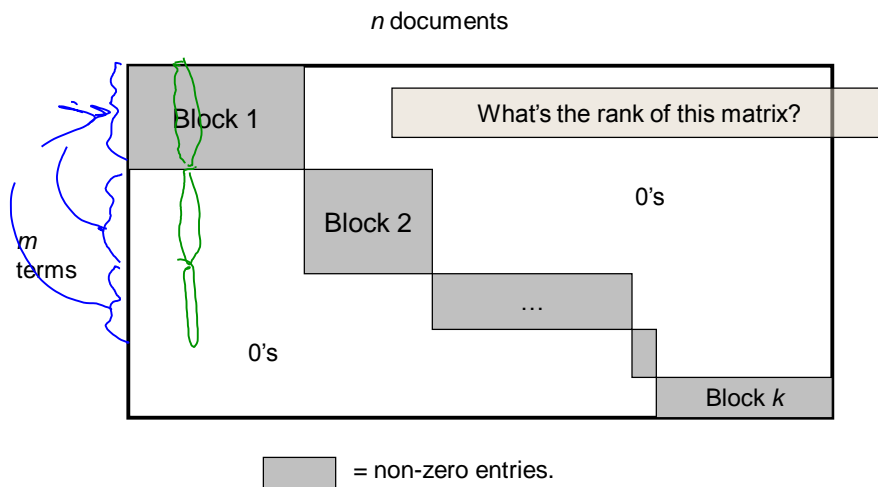 n documents
Block 1
What's the rank of this matrix?
Block 2
0's
m
terms
...
0's
Block k
= non-zero entries.